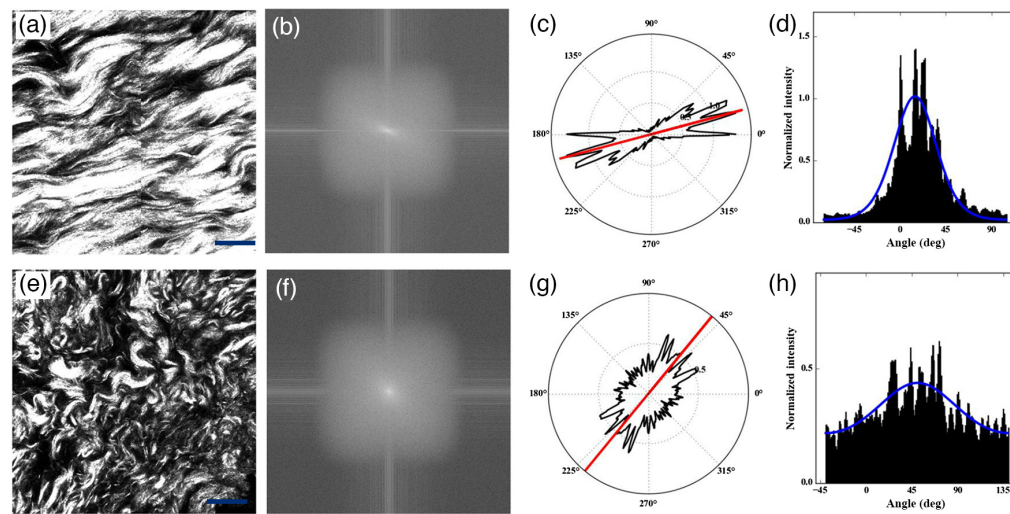 (a)
(b)
(c)
90°
135°
45°
180°
0.5
1.0
0°
225°
315°
270°
(d)
1.5
1.0
0.5
0.0
Normalized intensity
−45
0
45
90
Angle (deg)
(e)
(f)
(g)
90°
135°
45°
180°
0.5
0°
225°
315°
270°
(h)
0.5
0.0
Normalized intensity
−45
0
45
90
135
Angle (deg)